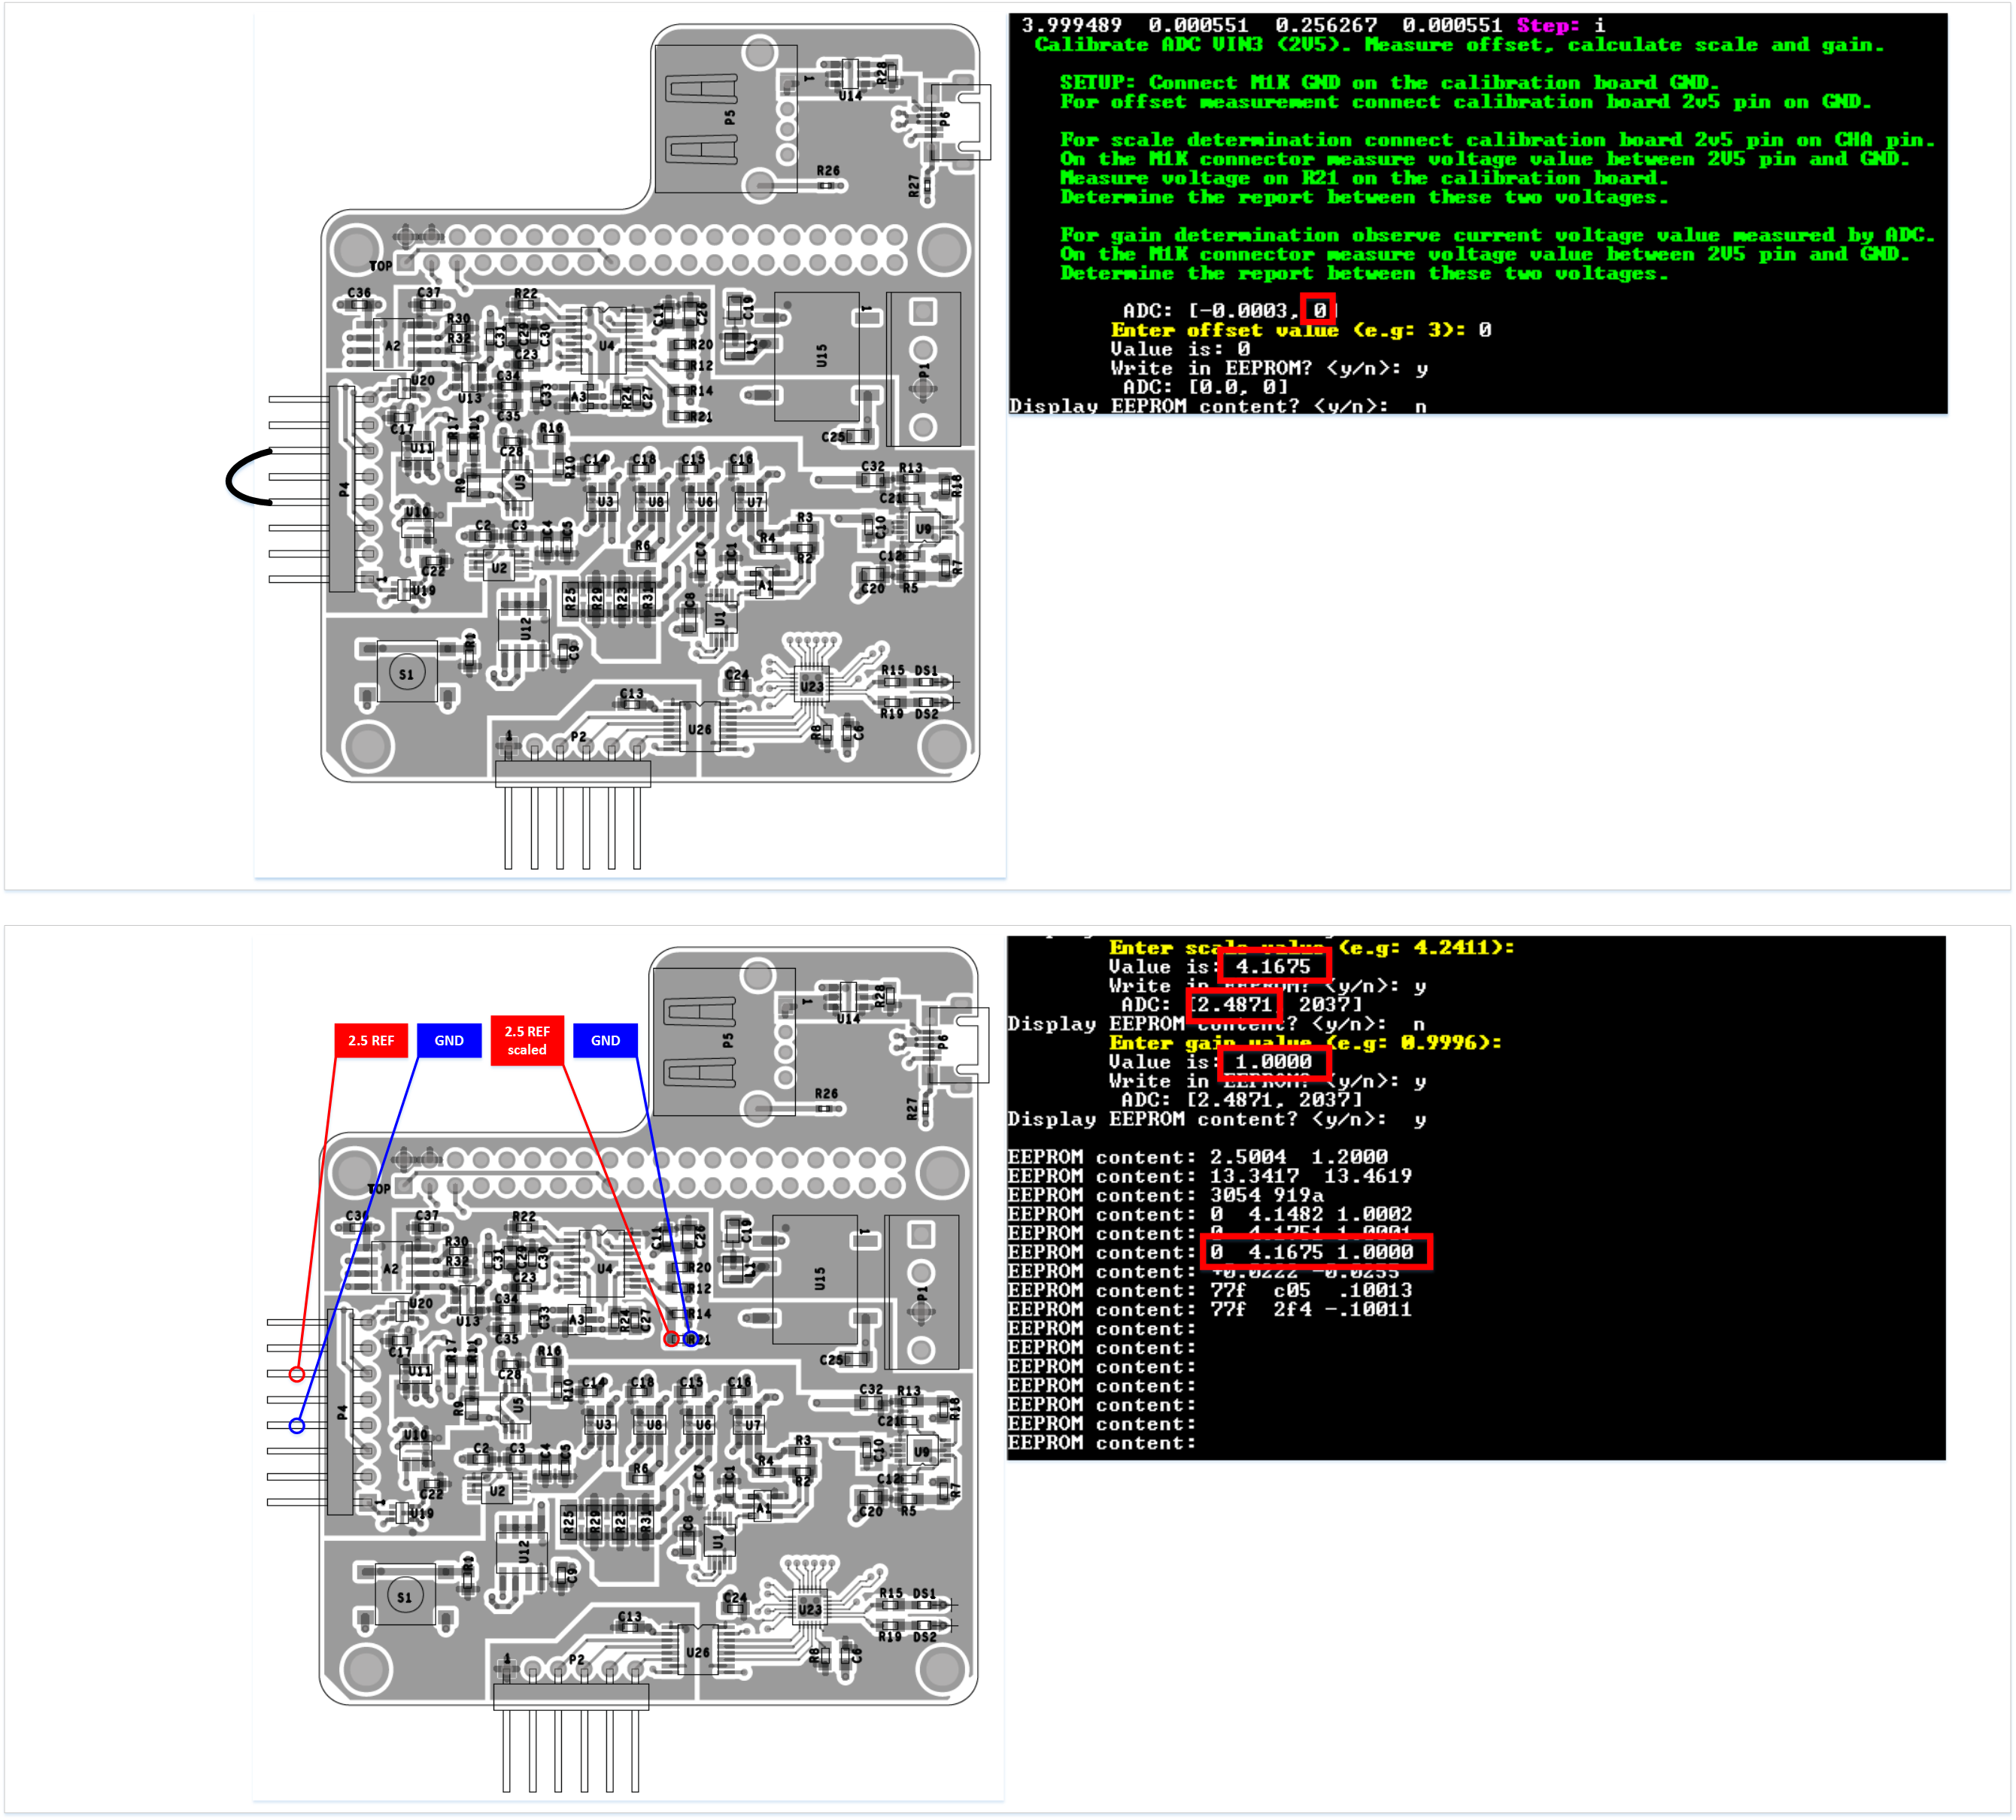 3.999489 0.000551 0.256267 0.000551 Step: i
Calibrate ADC VIN3 (2V5). Measure offset, calculate scale and gain.
SETUP: Connect M1K GND on the calibration board GND.
For offset measurement connect calibration board 2v5 pin on GND.
For scale determination connect calibration board 2v5 pin on CHA pin.
On the M1K connector measure voltage value between 2V5 pin and GND.
Measure voltage on R21 on the calibration board.
Determine the report between these two voltages.
For gain determination observe current voltage value measured by ADC.
On the M1K connector measure voltage value between 2V5 pin and GND.
Determine the report between these two voltages.
ADC: [-0.0003, 0]
Enter offset value (e.g: 3): 0
Value is: 0
Write in EEPROM? <y/n>: y
ADC: [0.0, 0]
Display EEPROM content? <y/n>: n
P5
1
U14
R28
P6
R26
R27
TOP
C36
C37
R22
C11
C26
C19
1
R30
R32
C31
C29
C30
A2
U4
R20
L1
U15
P1
C23
R12
U20
U13
C34
C33
A3
R24
C27
R14
C35
R21
C17
R17
R11
R16
C25
U11
C28
R10
C14
C18
C15
C16
C32
R13
P4
R9
U5
U3
U8
U6
U7
C21
R18
U10
R3
C10
U9
C2
C3
C4
C5
R6
C7
C1
R4
R2
C12
C22
U2
A1
R7
1
U19
R25
R29
R23
R31
C8
U1
C20
R5
U12
R1
C9
S1
C24
U23
R15
DS1
C13
R19
DS2
1
P2
U26
R8
C6
Enter scale value (e.g: 4.2411):
Value is: 4.1675
Write in EEPROM? <y/n>: y
ADC: [2.4871, 2037]
Display EEPROM content? <y/n>: n
Enter gain value (e.g: 0.9996):
Value is: 1.0000
Write in EEPROM? <y/n>: y
ADC: [2.4871, 2037]
Display EEPROM content? <y/n>: y
EEPROM content: 2.5004 1.2000
EEPROM content: 13.3417 13.4619
EEPROM content: 3054 919a
EEPROM content: 0 4.1482 1.0002
EEPROM content: 0 4.1751 1.0001
EEPROM content: 0 4.1675 1.0000
EEPROM content: +0.0222 -0.0255
EEPROM content: 77f c05 .10013
EEPROM content: 77f 2f4 -.10011
EEPROM content:
EEPROM content:
EEPROM content:
EEPROM content:
EEPROM content:
EEPROM content:
EEPROM content:
2.5 REF
GND
2.5 REF
scaled
GND
P5
1
U14
R28
P6
R26
R27
TOP
C36
C37
R22
C11
C26
C19
1
R30
R32
C31
C29
C30
A2
U4
R20
L1
U15
P1
C23
R12
U20
U13
C34
C33
A3
R24
C27
R14
C35
R21
C17
R17
R11
R16
C25
U11
C28
R10
C14
C18
C15
C16
C32
R13
P4
R9
U5
U3
U8
U6
U7
C21
R18
U10
R3
C10
U9
C2
C3
C4
C5
R6
C7
C1
R4
R2
C12
C22
U2
A1
R7
1
U19
R25
R29
R23
R31
C8
U1
C20
R5
U12
R1
C9
S1
C24
U23
R15
DS1
C13
R19
DS2
1
P2
U26
R8
C6